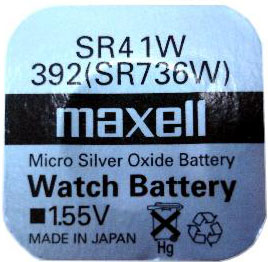 SR41W
392(SR736W)
maxell
Micro Silver Oxide Battery
Watch Battery
■1.55V
MADE IN JAPAN
Hg